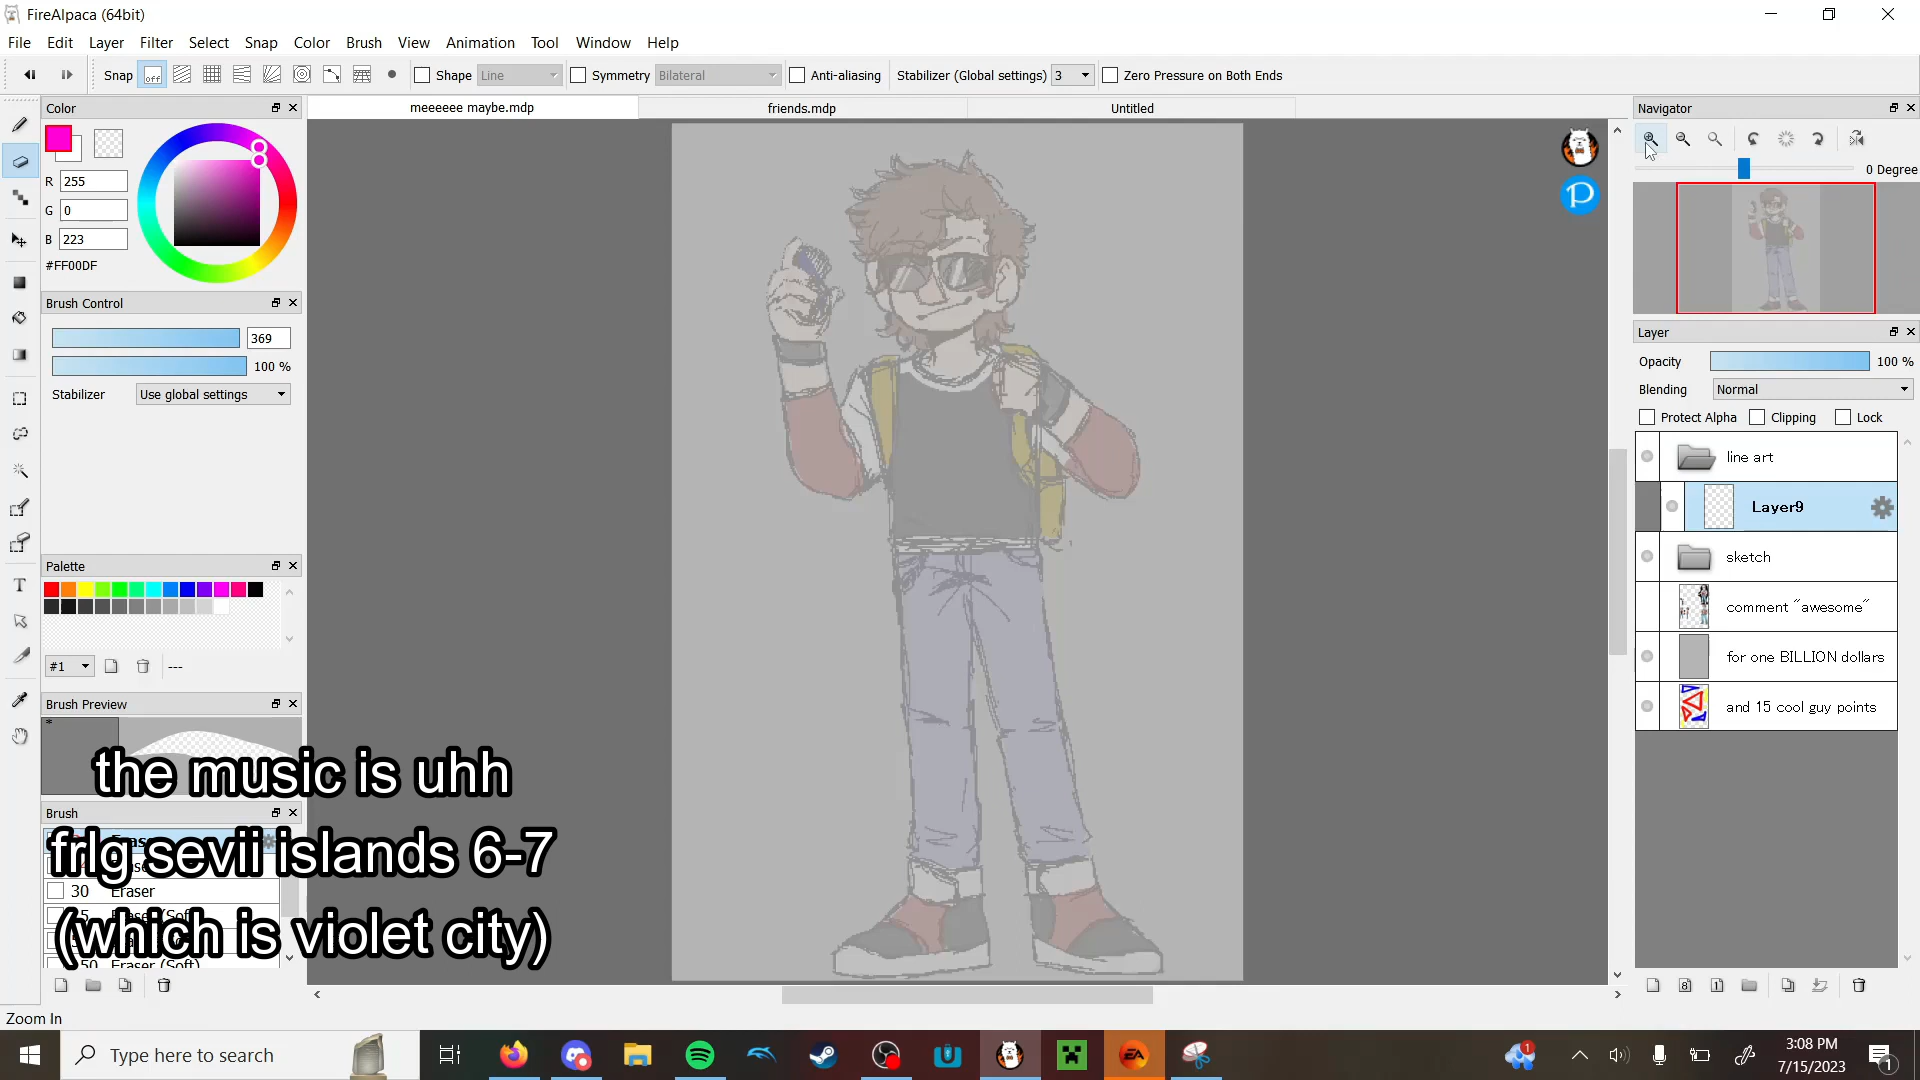 FireAlpaca (64bit)
File Edit Layer Filter Select Snap Color Brush View Animation Tool Window Help
Snap off Shape Line Symmetry Bilateral Anti-aliasing Stabilizer (Global settings) 3 Zero Pressure on Both Ends
Color
meeeeee maybe.mdp friends.mdp Untitled
Navigator
R 255
G 0
B 223
#FF00DF
0 Degree
Brush Control
369
100 %
Stabilizer Use global settings
Layer
Opacity 100 %
Blending Normal
Protect Alpha Clipping Lock
line art
Layer9
sketch
comment "awesome"
for one BILLION dollars
and 15 cool guy points
Palette
#1 ---
Brush Preview
*
the music is uhh
Brush
frlg sevii islands 6-7
30 Eraser
(which is violet city)
50 Eraser (Soft)
Zoom In
Type here to search
3:08 PM
7/15/2023
1
1